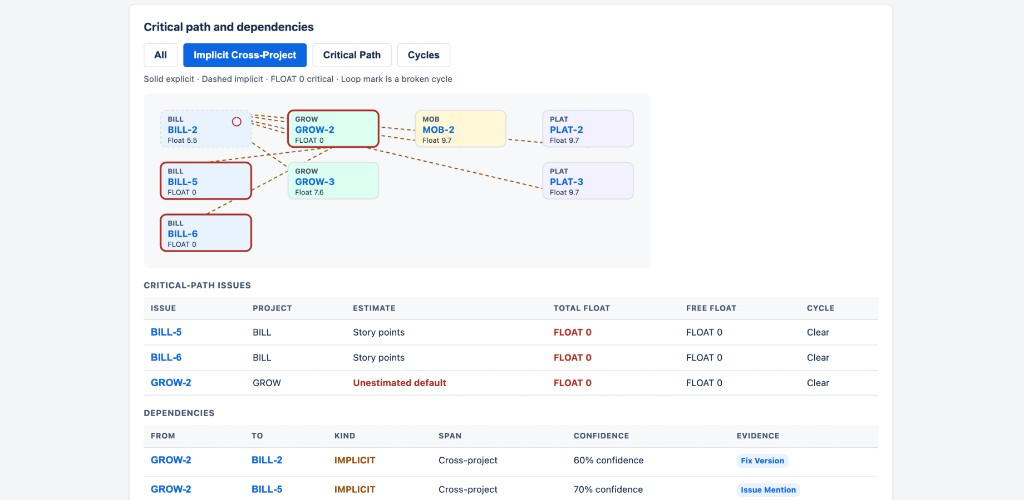 Critical path and dependencies
All Implicit Cross-Project Critical Path Cycles
Solid explicit · Dashed implicit · FLOAT 0 critical · Loop mark is a broken cycle
BILL
BILL-2
Float 5.5
GROW
GROW-2
FLOAT 0
MOB
MOB-2
Float 9.7
PLAT
PLAT-2
Float 9.7
BILL
BILL-5
FLOAT 0
GROW
GROW-3
Float 7.6
PLAT
PLAT-3
Float 9.7
BILL
BILL-6
FLOAT 0
CRITICAL-PATH ISSUES
ISSUE PROJECT ESTIMATE TOTAL FLOAT FREE FLOAT CYCLE
BILL-5 BILL Story points FLOAT 0 FLOAT 0 Clear
BILL-6 BILL Story points FLOAT 0 FLOAT 0 Clear
GROW-2 GROW Unestimated default FLOAT 0 FLOAT 0 Clear
DEPENDENCIES
FROM TO KIND SPAN CONFIDENCE EVIDENCE
GROW-2 BILL-2 IMPLICIT Cross-project 60% confidence Fix Version
GROW-2 BILL-5 IMPLICIT Cross-project 70% confidence Issue Mention